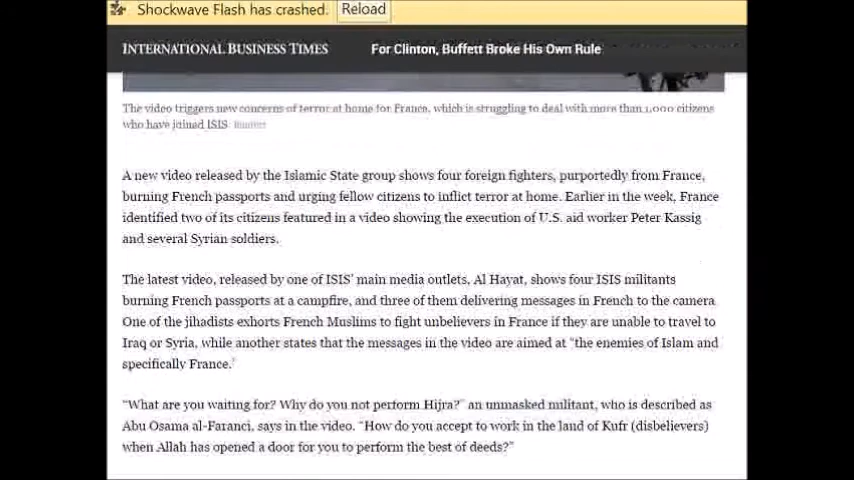 Shockwave Flash has crashed. Reload
INTERNATIONAL BUSINESS TIMES For Clinton, Buffett Broke His Own Rule
The video triggers new concerns of terror at home for France, which is struggling to deal with more than 1,000 citizens
who have joined ISIS. Reuters
A new video released by the Islamic State group shows four foreign fighters, purportedly from France,
burning French passports and urging fellow citizens to inflict terror at home. Earlier in the week, France
identified two of its citizens featured in a video showing the execution of U.S. aid worker Peter Kassig
and several Syrian soldiers.
The latest video, released by one of ISIS' main media outlets, Al Hayat, shows four ISIS militants
burning French passports at a campfire, and three of them delivering messages in French to the camera.
One of the jihadists exhorts French Muslims to fight unbelievers in France if they are unable to travel to
Iraq or Syria, while another states that the messages in the video are aimed at "the enemies of Islam and
specifically France."
"What are you waiting for? Why do you not perform Hijra?" an unmasked militant, who is described as
Abu Osama al-Faranci, says in the video. "How do you accept to work in the land of Kufr (disbelievers)
when Allah has opened a door for you to perform the best of deeds?"